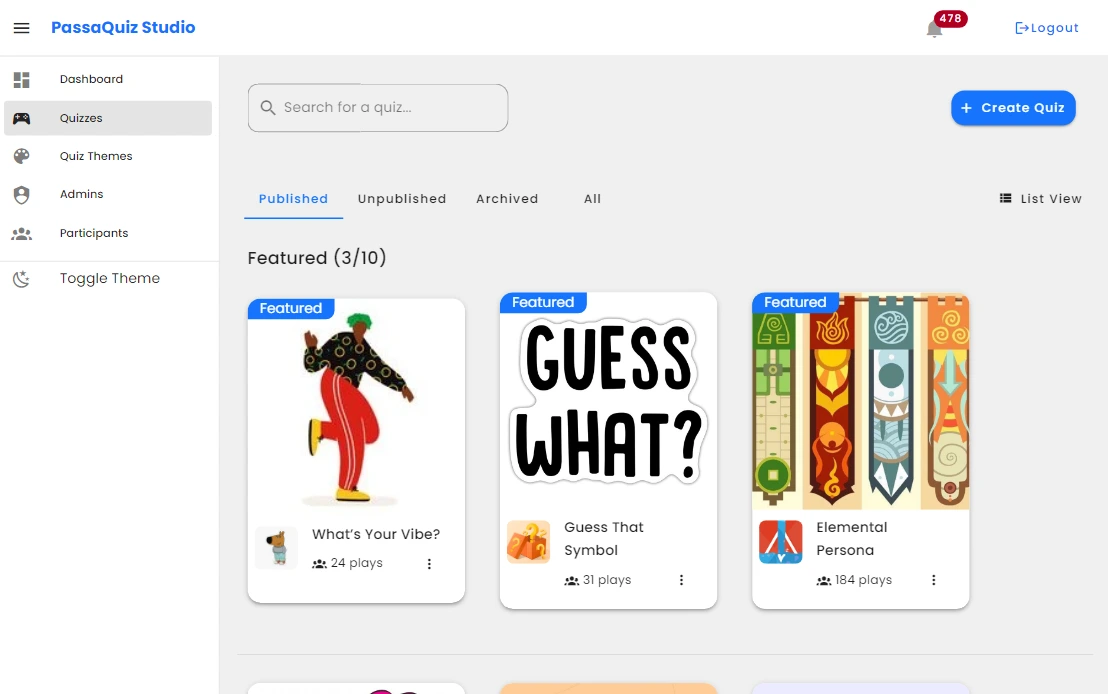 PassaQuiz Studio
478
Logout
Dashboard
Quizzes
Quiz Themes
Admins
Participants
Toggle Theme
Search for a quiz...
+ Create Quiz
Published Unpublished Archived All
List View
Featured (3/10)
Featured
What's Your Vibe?
24 plays
Featured
GUESS
WHAT?
Guess That
Symbol
31 plays
Featured
Elemental
Persona
184 plays